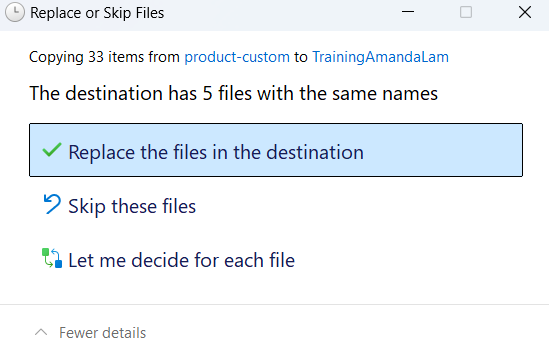 Replace or Skip Files
Copying 33 items from product-custom to TrainingAmandaLam
The destination has 5 files with the same names
Replace the files in the destination
Skip these files
Let me decide for each file
Fewer details